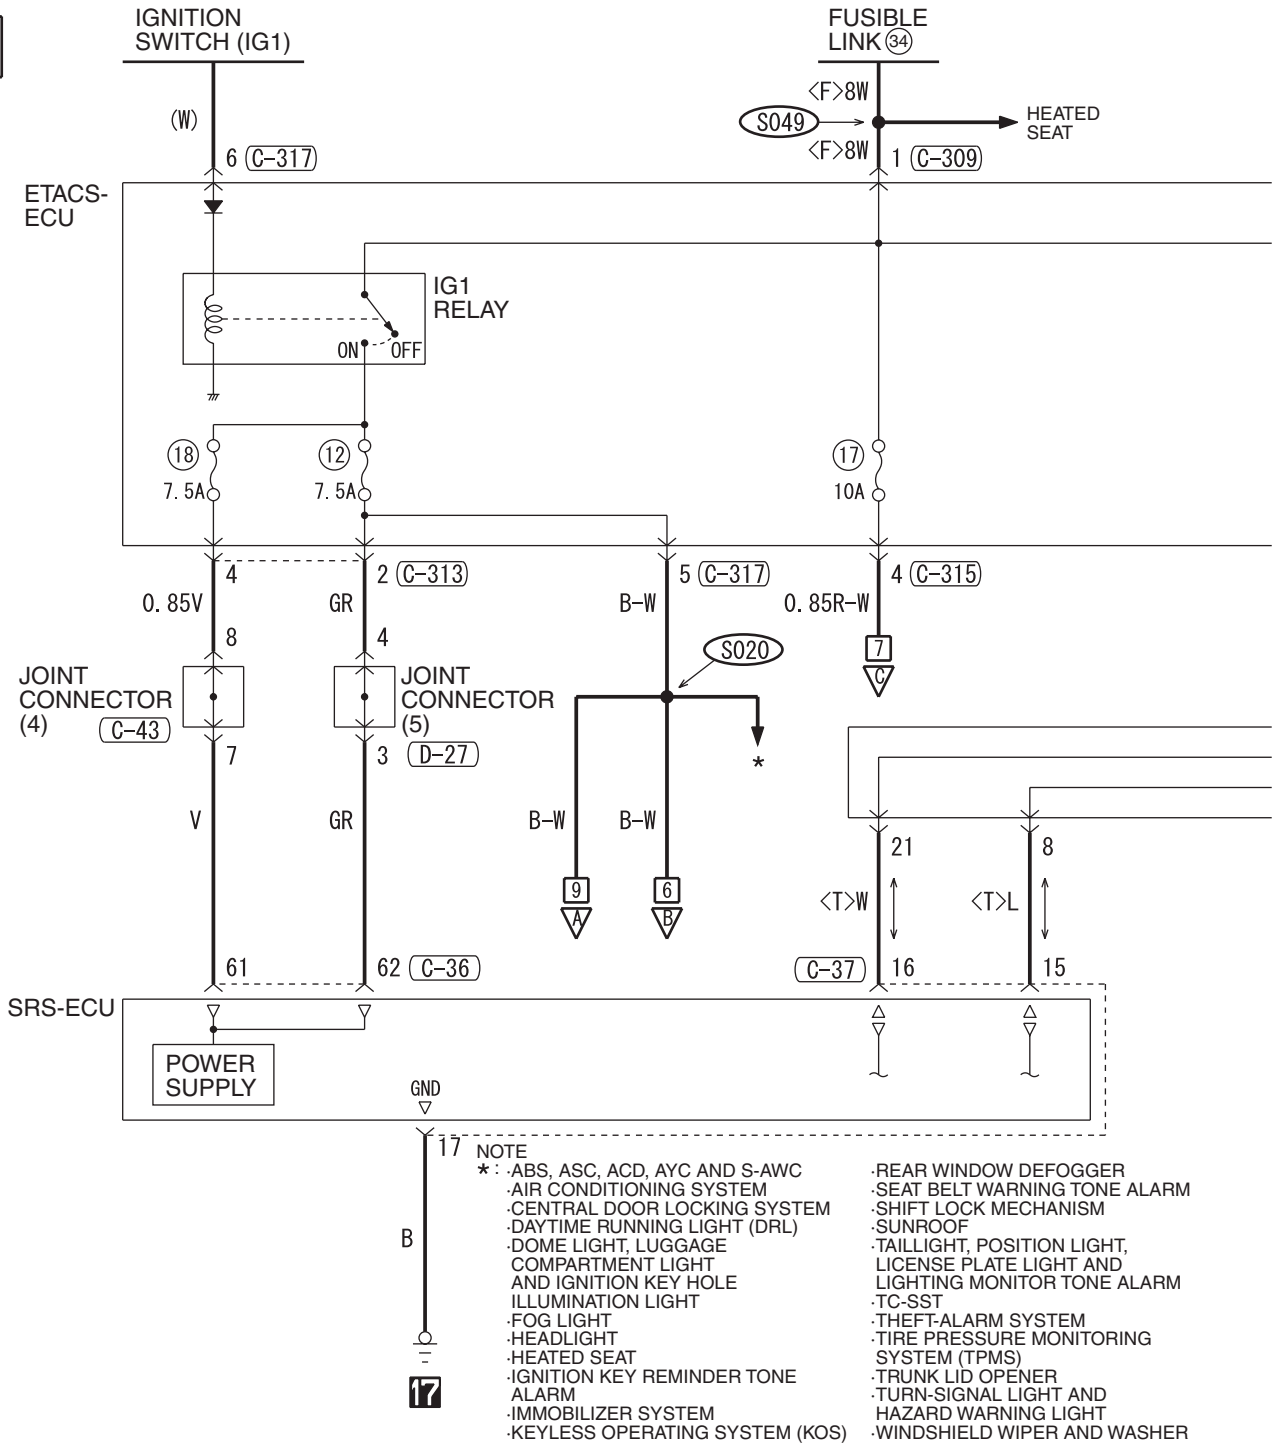 IGNITION
SWITCH (IG1)
FUSIBLE
LINK 34
(W)
<F>8W
S049
HEATED
SEAT
<F>8W
6 C-317
1 C-309
ETACS-
ECU
IG1
RELAY
ON OFF
18
7.5A
12
7.5A
17
10A
4
2 C-313
5 C-317
4 C-315
0.85V
GR
B-W
0.85R-W
8
4
S020
7
C
JOINT
CONNECTOR
(4)
C-43
JOINT
CONNECTOR
(5)
7
3 D-27
*
V
GR
B-W
B-W
21
8
9
A
6
B
<T>W
<T>L
61
62 C-36
C-37 16
15
SRS-ECU
POWER
SUPPLY
GND
17
B
17
NOTE
* : ·ABS, ASC, ACD, AYC AND S-AWC
·AIR CONDITIONING SYSTEM
·CENTRAL DOOR LOCKING SYSTEM
·DAYTIME RUNNING LIGHT (DRL)
·DOME LIGHT, LUGGAGE
COMPARTMENT LIGHT
AND IGNITION KEY HOLE
ILLUMINATION LIGHT
·FOG LIGHT
·HEADLIGHT
·HEATED SEAT
·IGNITION KEY REMINDER TONE
ALARM
·IMMOBILIZER SYSTEM
·KEYLESS OPERATING SYSTEM (KOS)
·REAR WINDOW DEFOGGER
·SEAT BELT WARNING TONE ALARM
·SHIFT LOCK MECHANISM
·SUNROOF
·TAILLIGHT, POSITION LIGHT,
LICENSE PLATE LIGHT AND
LIGHTING MONITOR TONE ALARM
·TC-SST
·THEFT-ALARM SYSTEM
·TIRE PRESSURE MONITORING
SYSTEM (TPMS)
·TRUNK LID OPENER
·TURN-SIGNAL LIGHT AND
HAZARD WARNING LIGHT
·WINDSHIELD WIPER AND WASHER